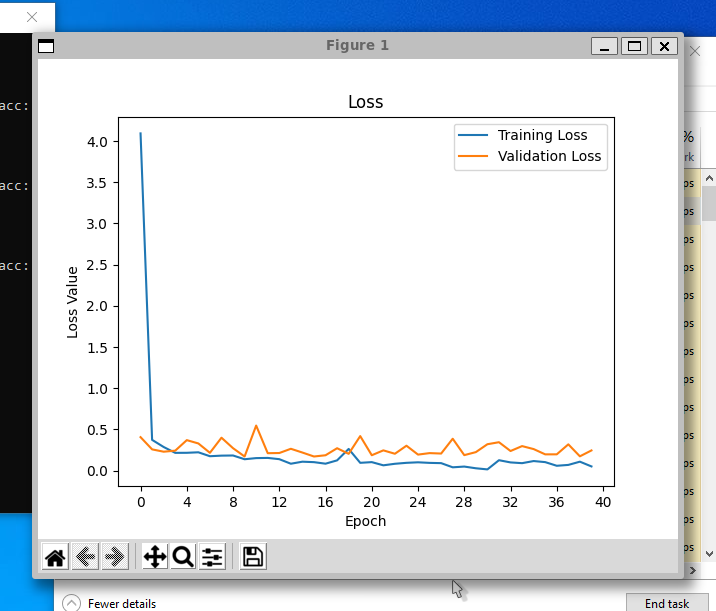 Figure 1
acc:
acc:
acc:
Loss
Training Loss
Validation Loss
4.0
3.5
3.0
2.5
2.0
1.5
1.0
0.5
0.0
Loss Value
0 4 8 12 16 20 24 28 32 36 40
Epoch
%
rk
ps
ps
ps
ps
ps
ps
ps
ps
ps
ps
ps
ps
ps
ps
Fewer details
End task